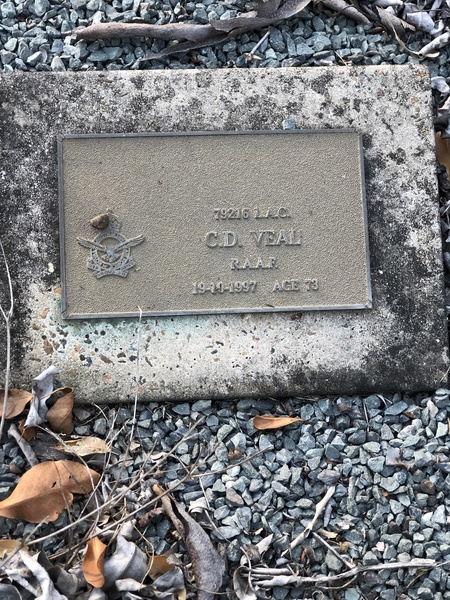 79216 L.A.C.
C.D. VEAL
R.A.A.F.
19-10-1997 AGE 73